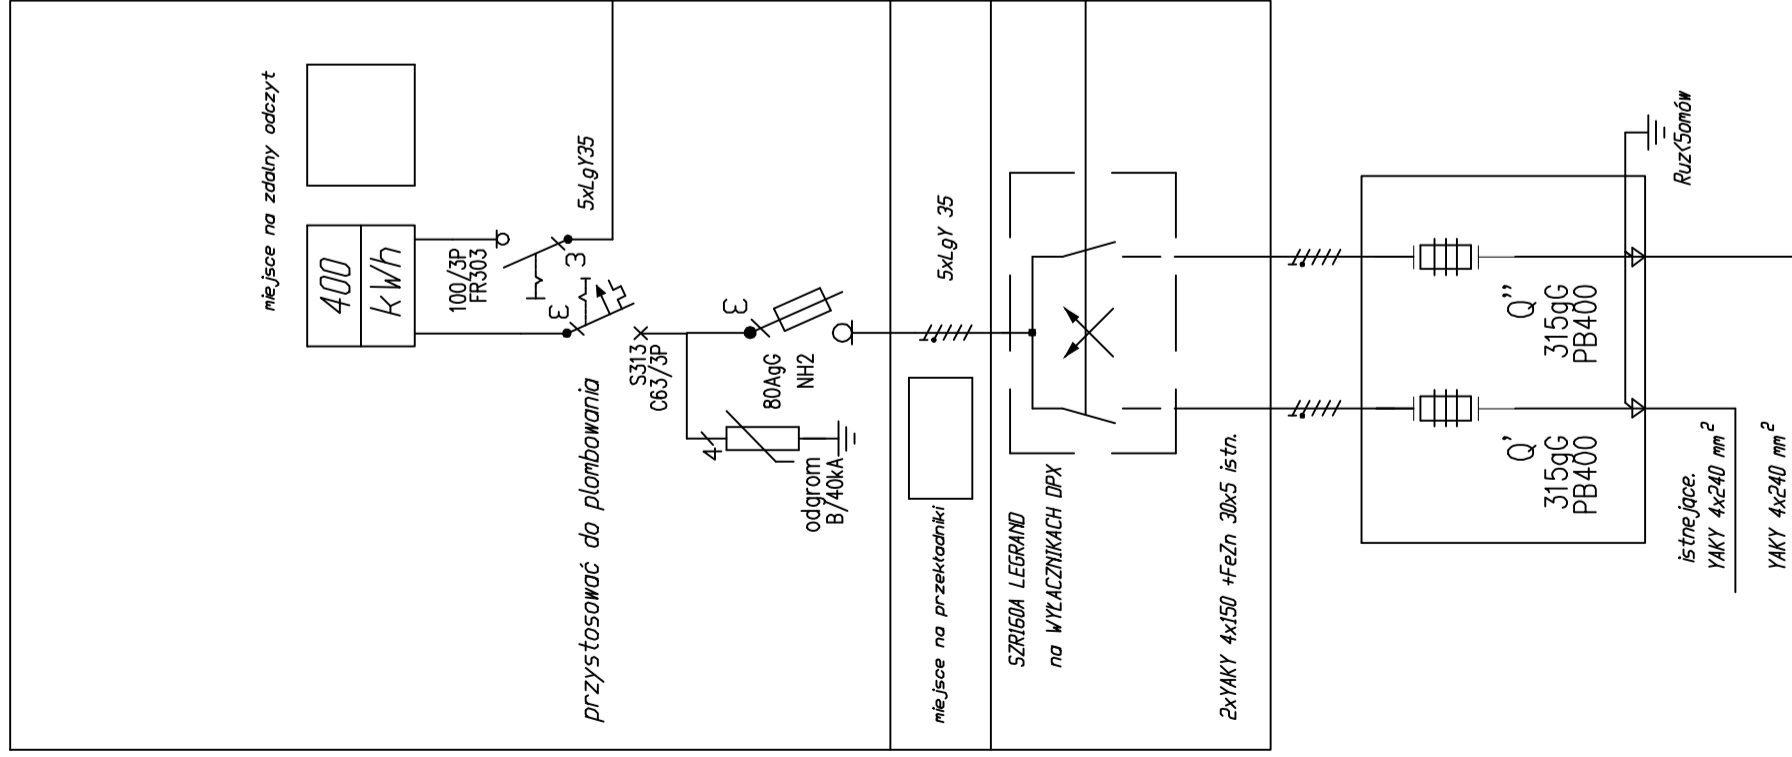 miejsce na zdalny odczyt
400
kWh
100/3P
FR303
3
5xLgY35
3
przystosować do plombowania
S313
C63/3P
3
80AgG
NH2
4
odgrom
B/40kA
5xLgY 35
miejsce na przekładniki
SZR160A LEGRAND
na WYŁACZNIKACH DPX
2xYAKY 4x150 +FeZn 30x5 istn.
Q''
315gG
PB400
Q'
315gG
PB400
Ruz<5omów
istnejące.
YAKY 4x240 mm²
YAKY 4x240 mm²